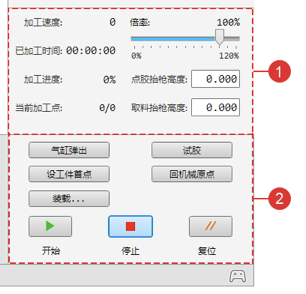 加工速度: 0 倍率: 100%
已加工时间: 00:00:00 0% 120%
加工进度: 0% 点胶抬枪高度: 0.000
当前加工点: 0/0 取料抬枪高度: 0.000
1
气缸弹出 试胶
设工件首点 回机械原点
装载...
2
开始 停止 复位